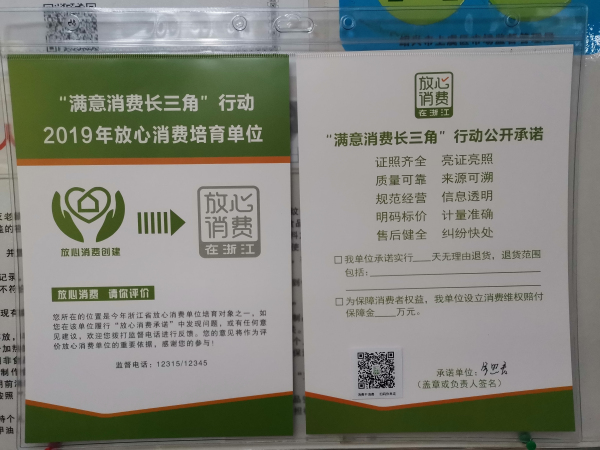 “满意消费长三角”行动
2019年放心消费培育单位
放心消费创建
放心
消费
在浙江
放心消费 请你评价
您所在的位置是今年浙江省放心消费单位培育对象之一，如
您在该单位履行“放心消费承诺”中发现问题，或有任何意
见建议，欢迎您拨打监督电话进行反馈。您的意见将作为评
价放心消费单位的重要依据，感谢您的参与！
监督电话：12315/12345
放心
消费
在浙江
“满意消费长三角”行动公开承诺
证照齐全 亮证亮照
质量可靠 来源可溯
规范经营 信息透明
明码标价 计量准确
售后健全 纠纷快处
□我单位承诺实行___天无理由退货，退货范围
包括：
□为保障消费者权益，我单位设立消费维权赔付
保障金___万元。
承诺单位：
（盖章或负责人签名）